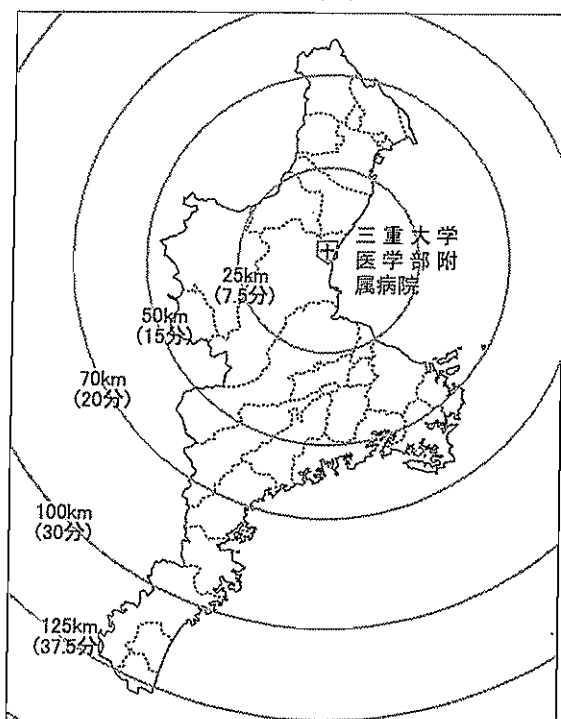 三重大学
医学部附
属病院
25km
(7.5分)
50km
(15分)
70km
(20分)
100km
(30分)
125km
(37.5分)